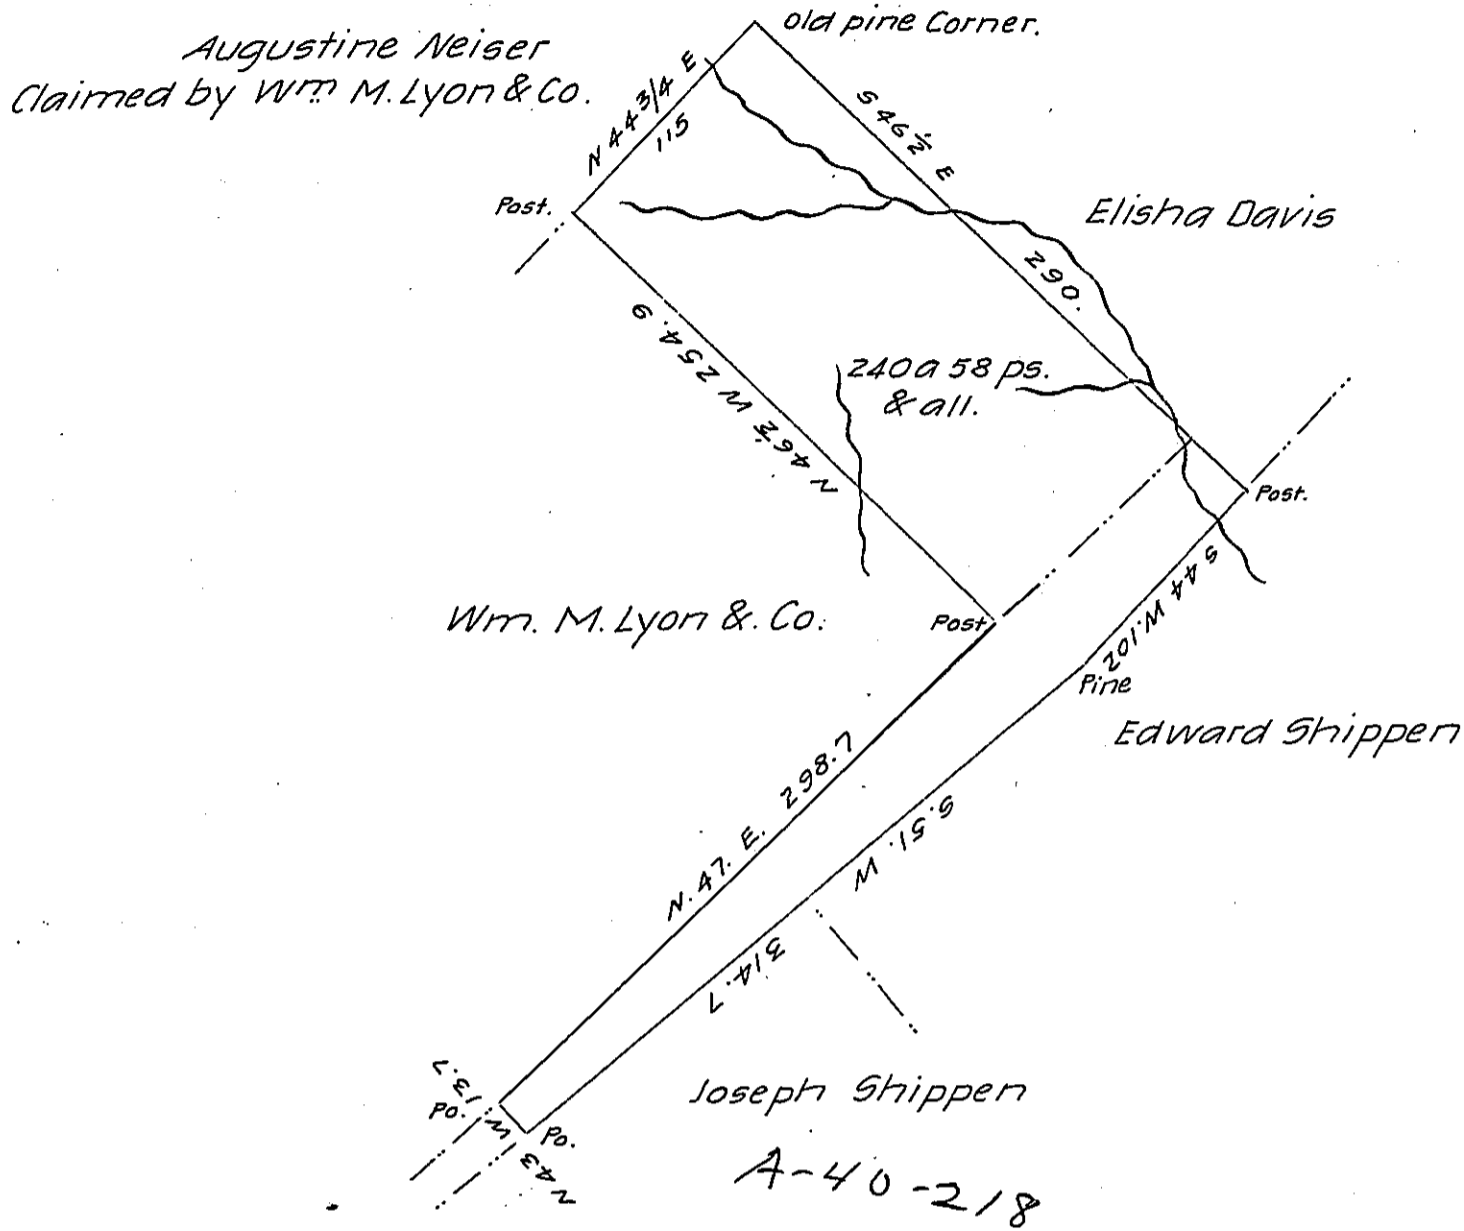 old pine Corner.
Augustine Neiser
Claimed by Wm. M. Lyon & Co.
N 44 3/4 E
115
S 46 ½ E
290.
Post.
Elisha Davis
N 46 ½ W 254.9
240 a 58 ps.
& all.
Post.
Wm. M. Lyon & Co.
Post
S 44 W. 102
Pine
Edward Shippen
N. 47. E. 298.7
S. 51. W
314.7
Joseph Shippen
N 43 W 13.7
Po.
Po.
A-40-218